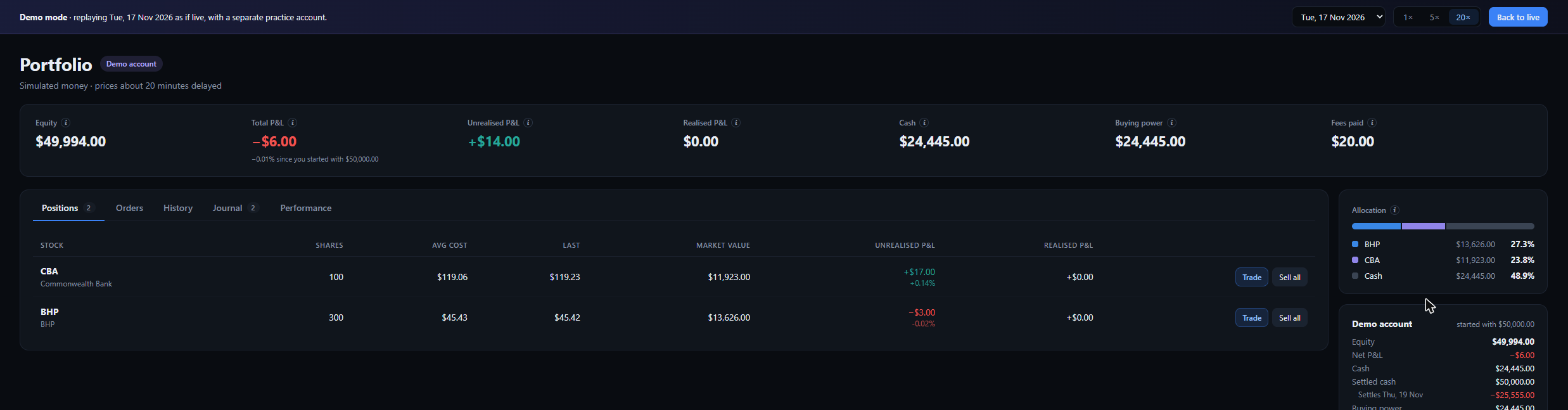 Demo mode · replaying Tue, 17 Nov 2026 as if live, with a separate practice account.
Tue, 17 Nov 2026
1× 5× 20×
Back to live
Portfolio Demo account
Simulated money · prices about 20 minutes delayed
Equity i Total P&L i Unrealised P&L i Realised P&L i Cash i Buying power i Fees paid i
$49,994.00 −$6.00 +$14.00 $0.00 $24,445.00 $24,445.00 $20.00
−0.01% since you started with $50,000.00
Positions 2 Orders History Journal 2 Performance
STOCK SHARES AVG COST LAST MARKET VALUE UNREALISED P&L REALISED P&L
CBA 100 $119.06 $119.23 $11,923.00 +$17.00 +$0.00 Trade Sell all
Commonwealth Bank +0.14%
BHP 300 $45.43 $45.42 $13,626.00 −$3.00 +$0.00 Trade Sell all
BHP -0.02%
Allocation i
BHP $13,626.00 27.3%
CBA $11,923.00 23.8%
Cash $24,445.00 48.9%
Demo account started with $50,000.00
Equity $49,994.00
Net P&L −$6.00
Cash $24,445.00
Settled cash $50,000.00
Settles Thu, 19 Nov −$25,555.00
Buying power $24,445.00